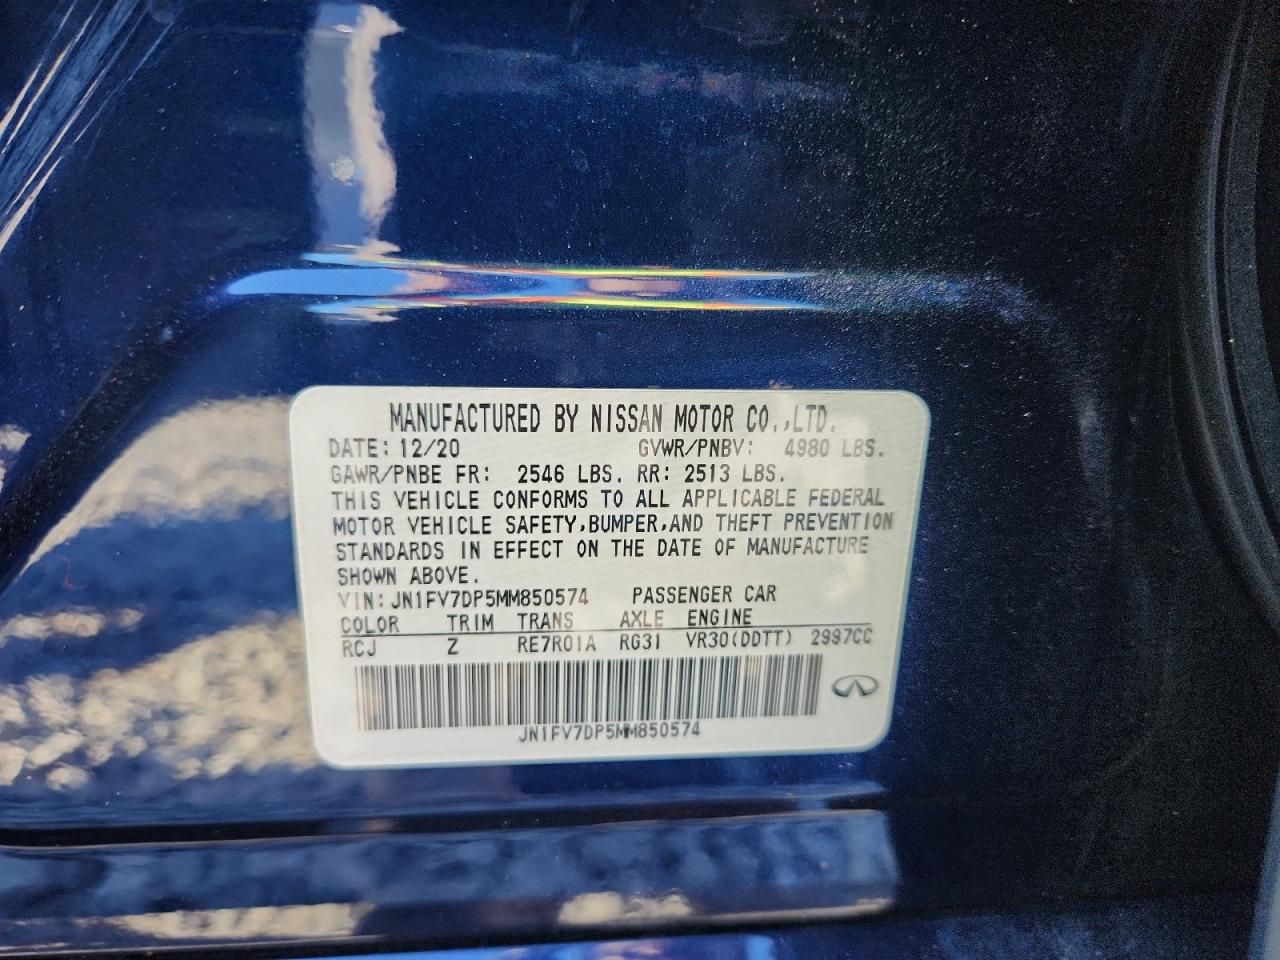 MANUFACTURED BY NISSAN MOTOR CO.,LTD.
DATE: 12/20 GVWR/PNBV: 4980 LBS.
GAWR/PNBE FR: 2546 LBS. RR: 2513 LBS.
THIS VEHICLE CONFORMS TO ALL APPLICABLE FEDERAL
MOTOR VEHICLE SAFETY,BUMPER,AND THEFT PREVENTION
STANDARDS IN EFFECT ON THE DATE OF MANUFACTURE
SHOWN ABOVE.
VIN: JN1FV7DP5MM850574 PASSENGER CAR
COLOR TRIM TRANS AXLE ENGINE
RCJ Z RE7R01A RG31 VR30(DDTT) 2997CC
JN1FV7DP5MM850574